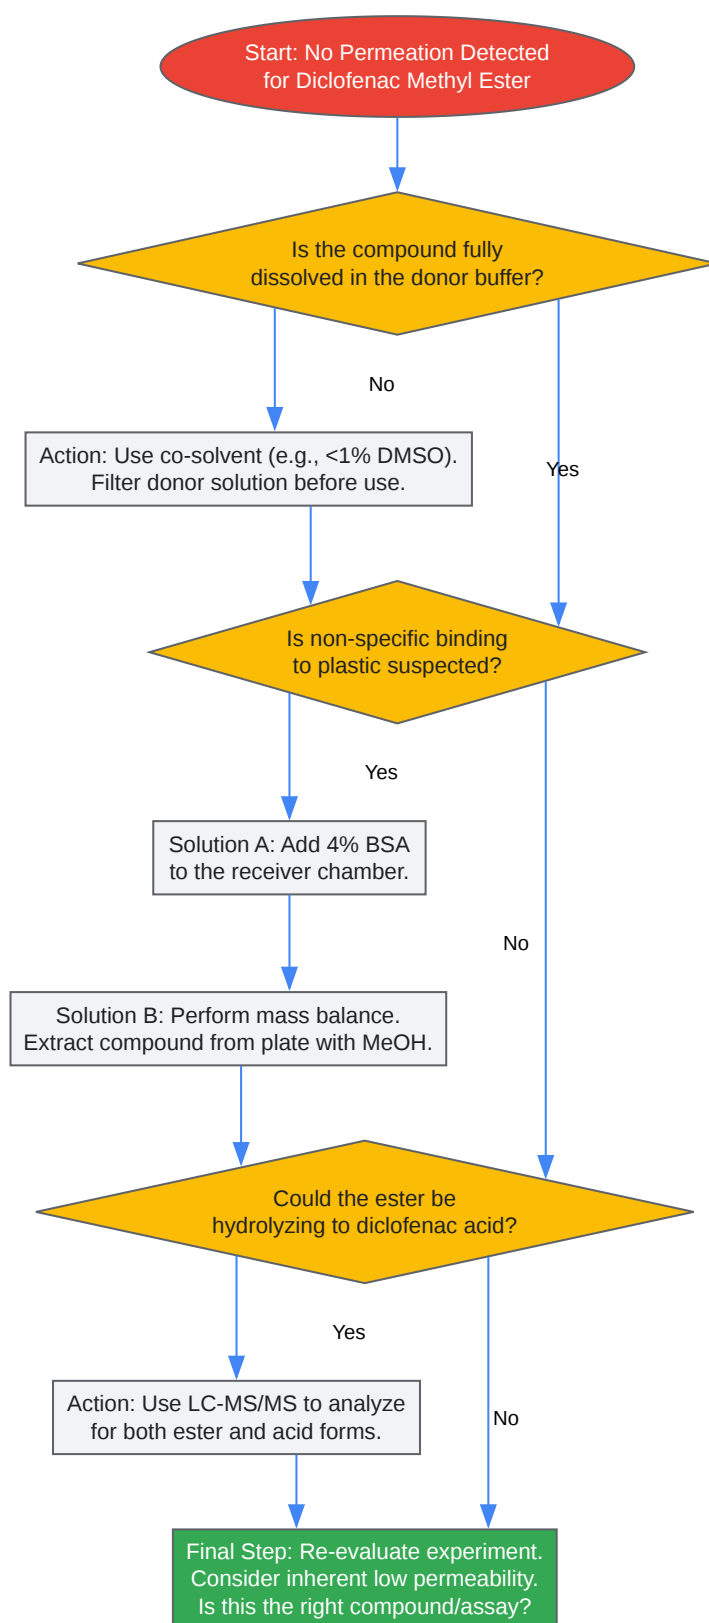 Start: No Permeation Detected
for Diclofenac Methyl Ester
Is the compound fully
dissolved in the donor buffer?
No
Action: Use co-solvent (e.g., <1% DMSO).
Filter donor solution before use.
Yes
Is non-specific binding
to plastic suspected?
Yes
Solution A: Add 4% BSA
to the receiver chamber.
No
Solution B: Perform mass balance.
Extract compound from plate with MeOH.
Could the ester be
hydrolyzing to diclofenac acid?
Yes
Action: Use LC-MS/MS to analyze
for both ester and acid forms.
No
Final Step: Re-evaluate experiment.
Consider inherent low permeability.
Is this the right compound/assay?